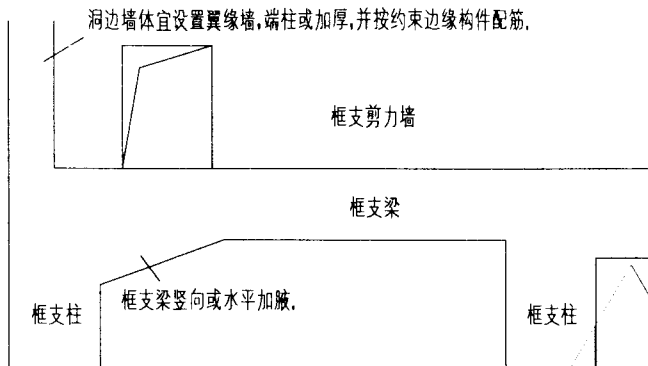 洞边墙体宜设置翼缘墙,端柱或加厚,并按约束边缘构件配筋.
框支剪力墙
框支梁
框支梁竖向或水平加腋.
框支柱
框支柱